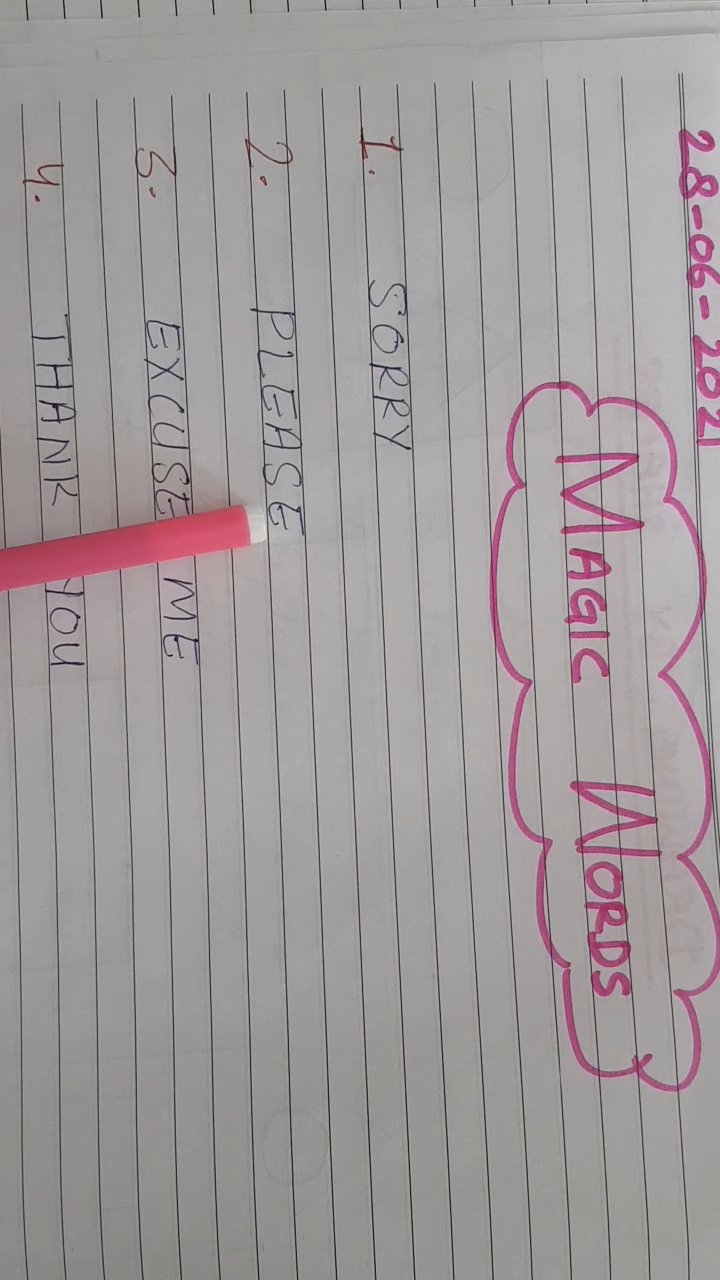 28-06-2021
MAGIC WORDS
1. SORRY
2. PLEASE
3. EXCUSE ME
4. THANK YOU